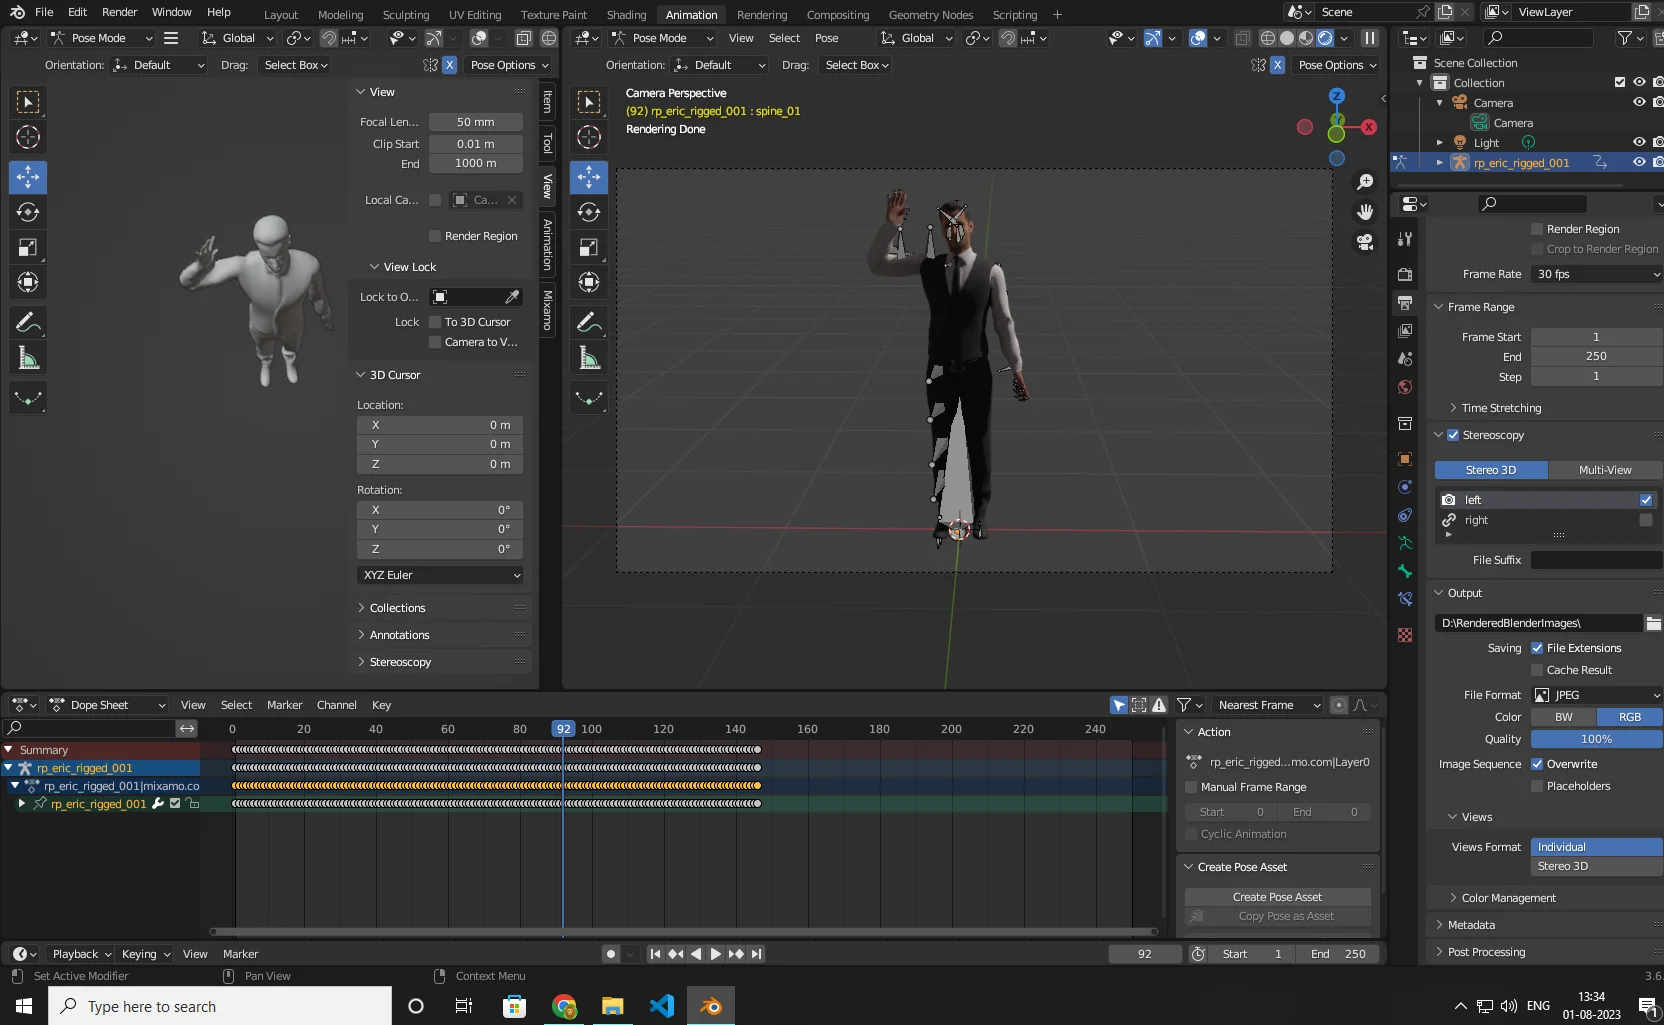 File Edit Render Window Help Layout Modeling Sculpting UV Editing Texture Paint Shading Animation Rendering Compositing Geometry Nodes Scripting + Scene ViewLayer
Pose Mode Global Pose Mode View Select Pose Global
Orientation: Default Drag: Select Box X Pose Options Orientation: Default Drag: Select Box X Pose Options
View
Focal Len... 50 mm
Clip Start 0.01 m
End 1000 m
Local Ca... Ca...
Render Region
View Lock
Lock to O...
Lock To 3D Cursor
Camera to V...
3D Cursor
Location:
X 0 m
Y 0 m
Z 0 m
Rotation:
X 0°
Y 0°
Z 0°
XYZ Euler
Collections
Annotations
Stereoscopy
Item
Tool
View
Animation
Mixamo
Camera Perspective
(92) rp_eric_rigged_001 : spine_01
Rendering Done
Z
Y
X
Scene Collection
Collection
Camera
Camera
Light
rp_eric_rigged_001
Render Region
Crop to Render Region
Frame Rate 30 fps
Frame Range
Frame Start 1
End 250
Step 1
Time Stretching
Stereoscopy
Stereo 3D Multi-View
left
right
File Suffix
Output
D:\RenderedBlenderImages\
Saving File Extensions
Cache Result
File Format JPEG
Color BW RGB
Quality 100%
Image Sequence Overwrite
Placeholders
Views
Views Format Individual
Stereo 3D
Color Management
Metadata
Post Processing
Dope Sheet View Select Marker Channel Key Nearest Frame
0 20 40 60 80 92 100 120 140 160 180 200 220 240
Summary
rp_eric_rigged_001
rp_eric_rigged_001|mixamo.co
rp_eric_rigged_001
Action
rp_eric_rigged...mo.com|Layer0
Manual Frame Range
Start 0 End 0
Cyclic Animation
Create Pose Asset
Create Pose Asset
Copy Pose as Asset
Playback Keying View Marker 92 Start 1 End 250
Set Active Modifier Pan View Context Menu 3.6.
Type here to search
ENG
13:34
01-08-2023
1